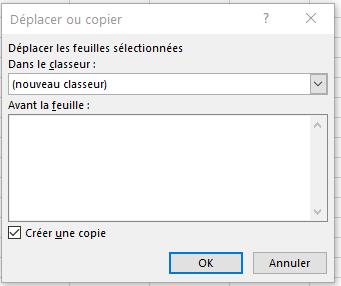 Déplacer ou copier
Déplacer les feuilles sélectionnées
Dans le classeur :
(nouveau classeur)
Avant la feuille :
Créer une copie
OK
Annuler